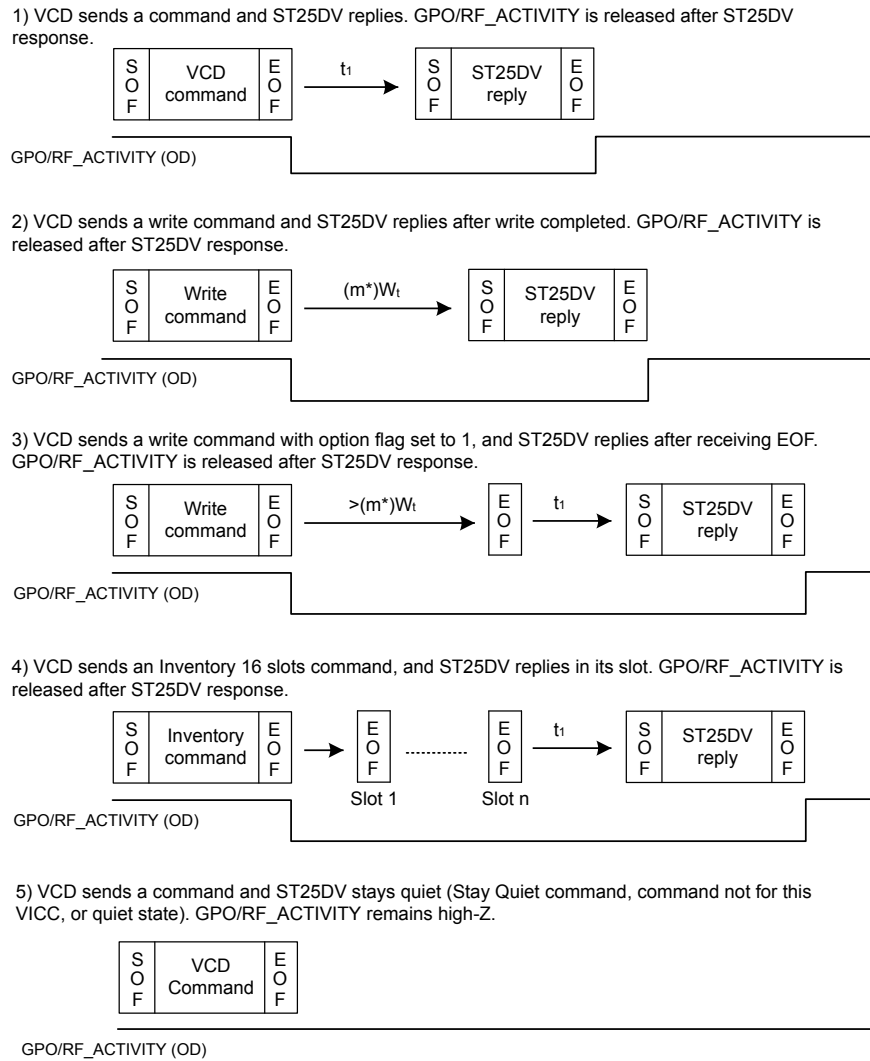 1) VCD sends a command and ST25DV replies. GPO/RF_ACTIVITY is released after ST25DV
response.
S O F
VCD command
E O F
t1
S O F
ST25DV reply
E O F
GPO/RF_ACTIVITY (OD)
2) VCD sends a write command and ST25DV replies after write completed. GPO/RF_ACTIVITY is
released after ST25DV response.
S O F
Write command
E O F
(m*)Wt
S O F
ST25DV reply
E O F
GPO/RF_ACTIVITY (OD)
3) VCD sends a write command with option flag set to 1, and ST25DV replies after receiving EOF.
GPO/RF_ACTIVITY is released after ST25DV response.
S O F
Write command
E O F
>(m*)Wt
E O F
t1
S O F
ST25DV reply
E O F
GPO/RF_ACTIVITY (OD)
4) VCD sends an Inventory 16 slots command, and ST25DV replies in its slot. GPO/RF_ACTIVITY is
released after ST25DV response.
S O F
Inventory command
E O F
E O F
Slot 1
E O F
Slot n
t1
S O F
ST25DV reply
E O F
GPO/RF_ACTIVITY (OD)
5) VCD sends a command and ST25DV stays quiet (Stay Quiet command, command not for this
VICC, or quiet state). GPO/RF_ACTIVITY remains high-Z.
S O F
VCD Command
E O F
GPO/RF_ACTIVITY (OD)